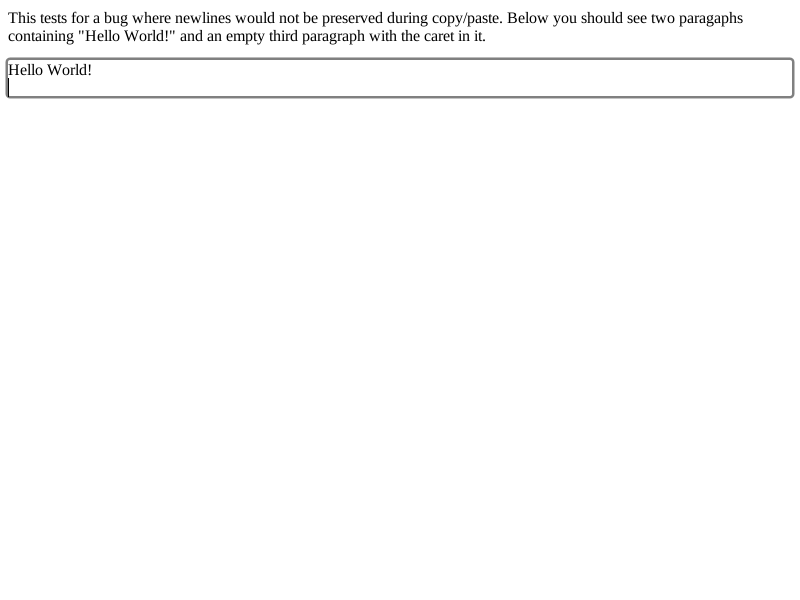 This tests for a bug where newlines would not be preserved during copy/paste. Below you should see two paragaphs
containing "Hello World!" and an empty third paragraph with the caret in it.
Hello World!